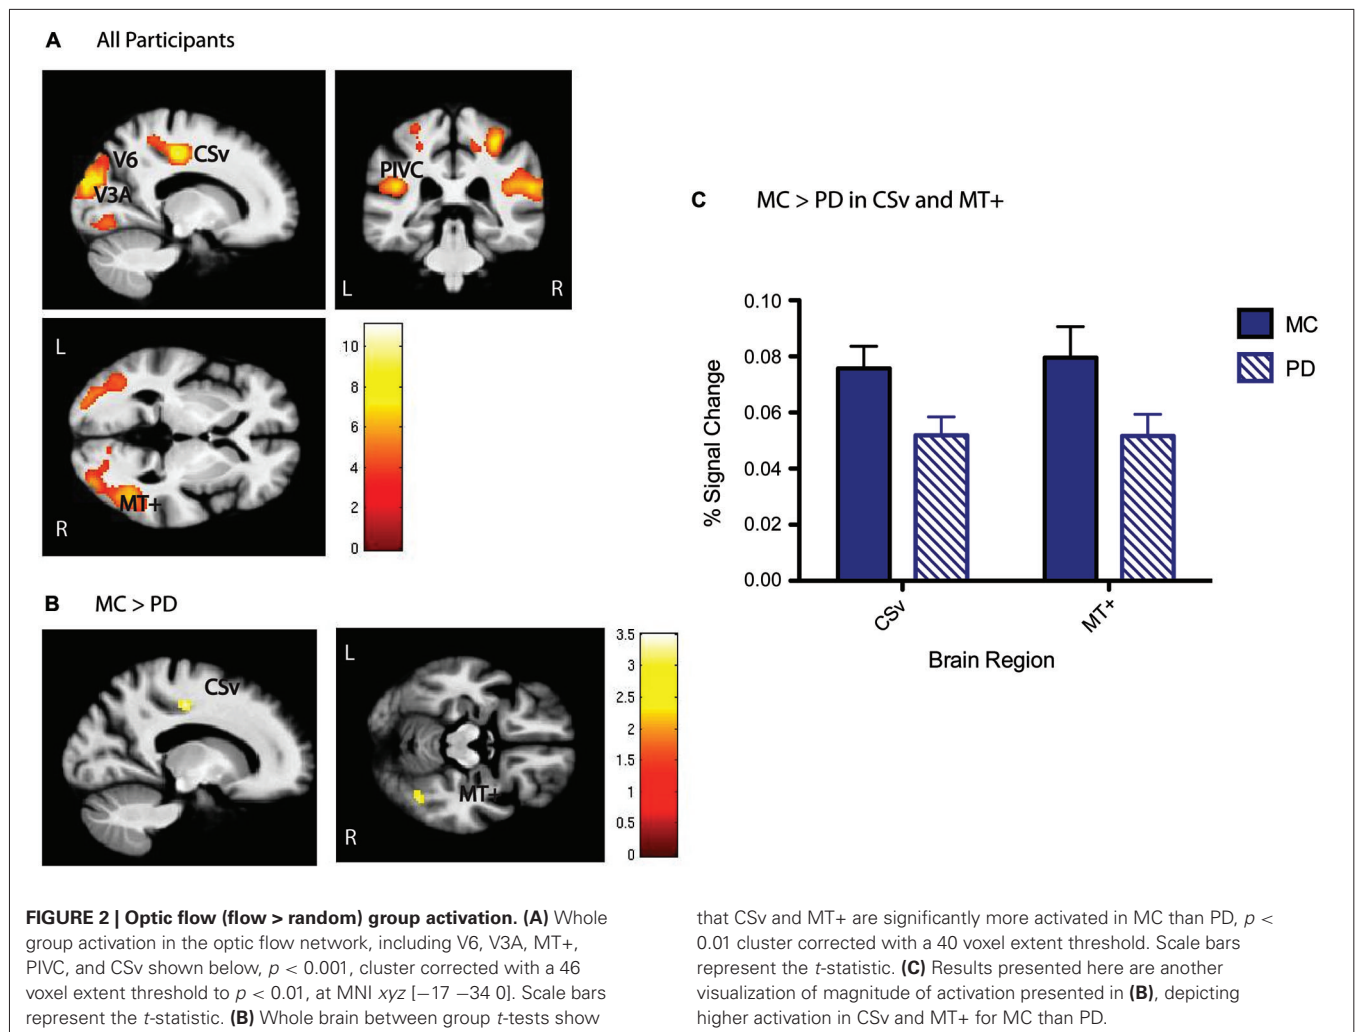 A All Participants
V6
CSv
V3A
PIVC
L R
L
MT+
R
10
8
6
4
2
0
B MC > PD
CSv
L
MT+
R
3.5
3
2.5
2
1.5
1
0.5
0
C MC > PD in CSv and MT+
0.10
0.08
0.06
0.04
0.02
0.00
% Signal Change
CSv
MT+
Brain Region
MC
PD
FIGURE 2 | Optic flow (flow > random) group activation. (A) Whole
group activation in the optic flow network, including V6, V3A, MT+,
PIVC, and CSv shown below, p < 0.001, cluster corrected with a 46
voxel extent threshold to p < 0.01, at MNI xyz [−17 −34 0]. Scale bars
represent the t-statistic. (B) Whole brain between group t-tests show
that CSv and MT+ are significantly more activated in MC than PD, p <
0.01 cluster corrected with a 40 voxel extent threshold. Scale bars
represent the t-statistic. (C) Results presented here are another
visualization of magnitude of activation presented in (B), depicting
higher activation in CSv and MT+ for MC than PD.